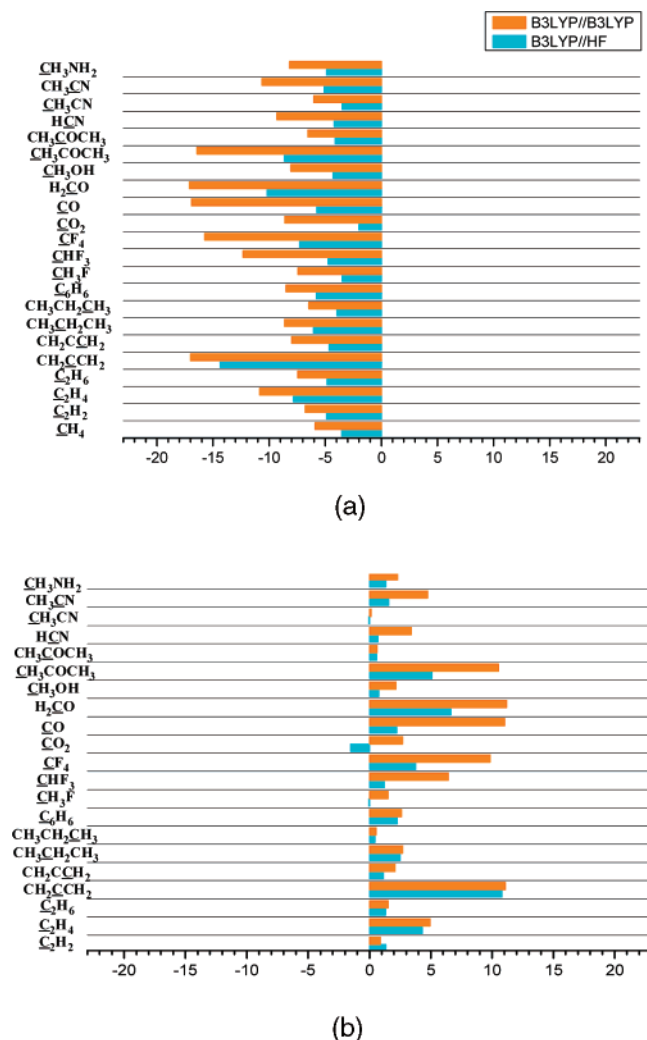 B3LYP//B3LYP
B3LYP//HF
CH₃NH₂
CH₃CN
CH₃CN
HCN
CH₃COCH₃
CH₃COCH₃
CH₃OH
H₂CO
CO
CO₂
CF₄
CHF₃
CH₃F
C₆H₆
CH₃CH₂CH₃
CH₃CH₂CH₃
CH₂CCH₂
CH₂CCH₂
C₂H₆
C₂H₄
C₂H₂
CH₄
-20 -15 -10 -5 0 5 10 15 20
(a)
CH₃NH₂
CH₃CN
CH₃CN
HCN
CH₃COCH₃
CH₃COCH₃
CH₃OH
H₂CO
CO
CO₂
CF₄
CHF₃
CH₃F
C₆H₆
CH₃CH₂CH₃
CH₃CH₂CH₃
CH₂CCH₂
CH₂CCH₂
C₂H₆
C₂H₄
C₂H₂
-20 -15 -10 -5 0 5 10 15 20
(b)